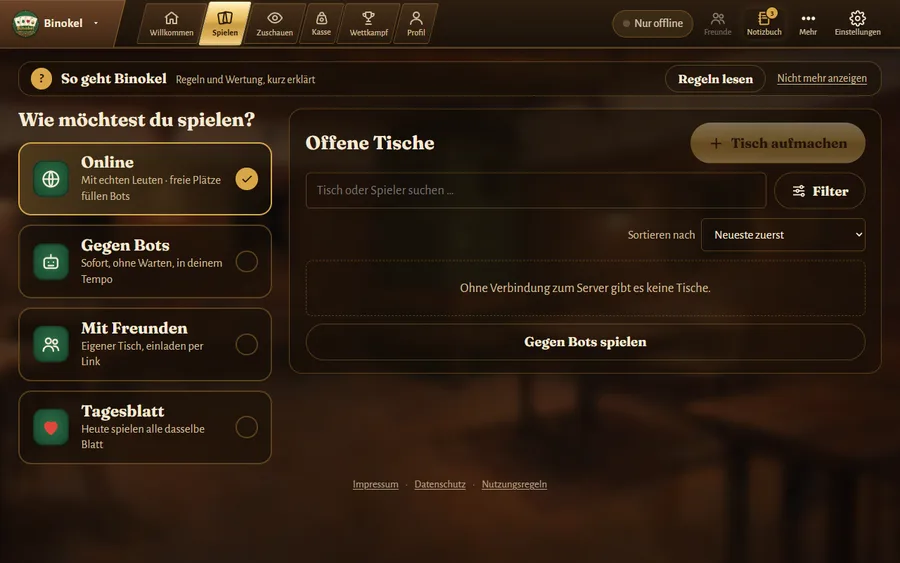 Binokel
Willkommen
Spielen
Zuschauen
Kasse
Wettkampf
Profil
Nur offline
Freunde
3
Notizbuch
Mehr
Einstellungen
? So geht Binokel Regeln und Wertung, kurz erklärt
Regeln lesen
Nicht mehr anzeigen
Wie möchtest du spielen?
Online
Mit echten Leuten · freie Plätze
füllen Bots
Gegen Bots
Sofort, ohne Warten, in deinem
Tempo
Mit Freunden
Eigener Tisch, einladen per
Link
Tagesblatt
Heute spielen alle dasselbe
Blatt
Offene Tische
+ Tisch aufmachen
Tisch oder Spieler suchen ...
Filter
Sortieren nach
Neueste zuerst
Ohne Verbindung zum Server gibt es keine Tische.
Gegen Bots spielen
Impressum · Datenschutz · Nutzungsregeln